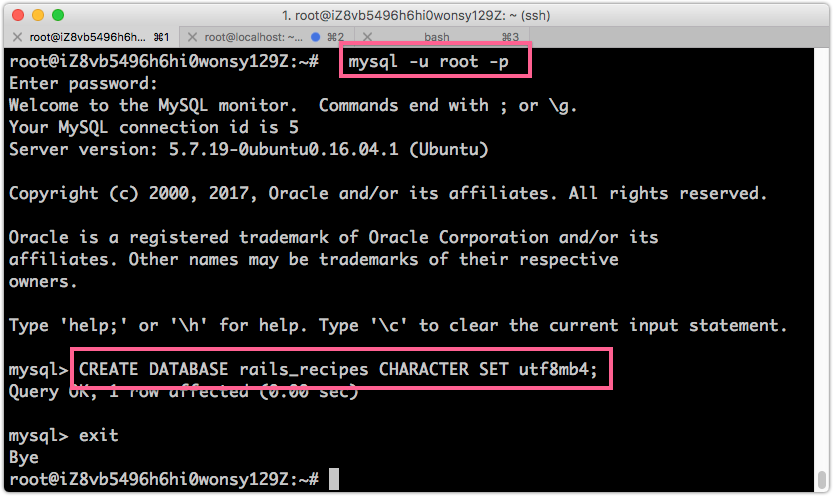 1. root@iZ8vb5496h6hi0wonsy129Z: ~ (ssh)
root@iZ8vb5496h6h... ⌘1 root@localhost: ~... ⌘2 bash ⌘3
root@iZ8vb5496h6hi0wonsy129Z:~# mysql -u root -p
Enter password:
Welcome to the MySQL monitor.  Commands end with ; or \g.
Your MySQL connection id is 5
Server version: 5.7.19-0ubuntu0.16.04.1 (Ubuntu)
Copyright (c) 2000, 2017, Oracle and/or its affiliates. All rights reserved.
Oracle is a registered trademark of Oracle Corporation and/or its
affiliates. Other names may be trademarks of their respective
owners.
Type 'help;' or '\h' for help. Type '\c' to clear the current input statement.
mysql> CREATE DATABASE rails_recipes CHARACTER SET utf8mb4;
Query OK, 1 row affected (0.00 sec)
mysql> exit
Bye
root@iZ8vb5496h6hi0wonsy129Z:~#